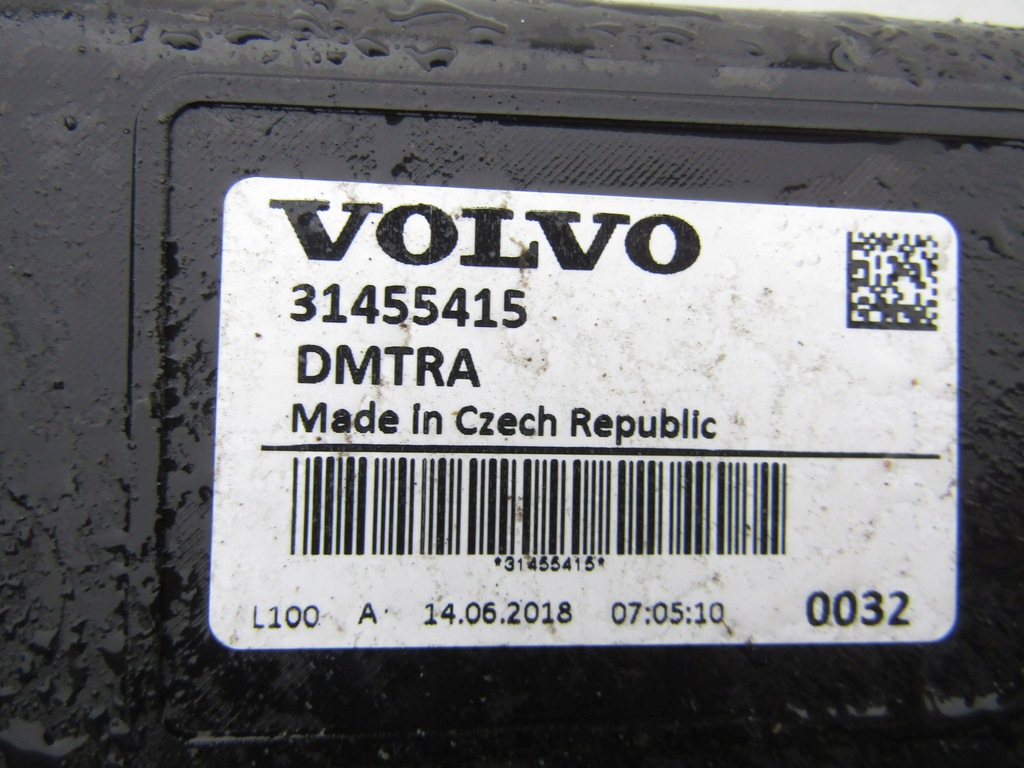 VOLVO
31455415
DMTRA
Made in Czech Republic
*31455415*
L100 A 14.06.2018 07:05:10 0032